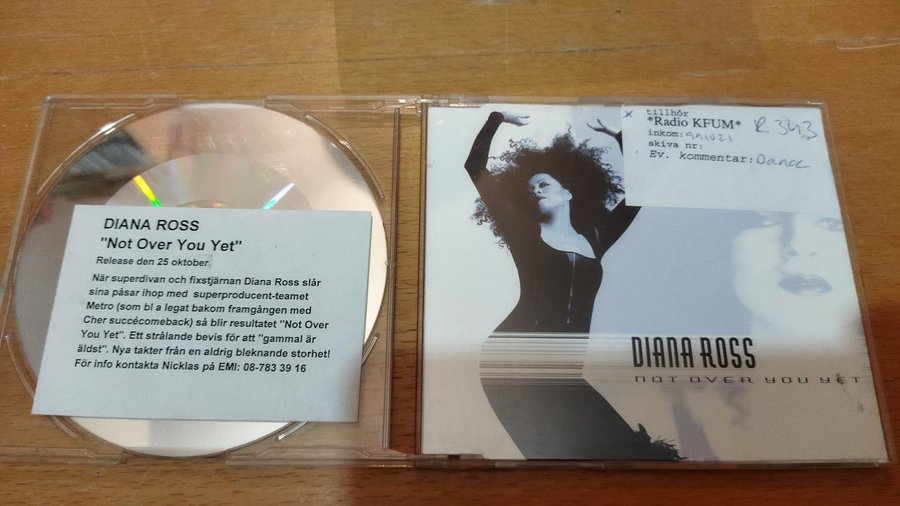 DIANA ROSS
"Not Over You Yet"
Release den 25 oktober
När superdivan och fixstjärnan Diana Ross slår
sina påsar ihop med superproducent-teamet
Metro (som bl a legat bakom framgången med
Cher succécomeback) så blir resultatet "Not Over
You Yet". Ett strålande bevis för att "gammal är
äldst". Nya takter från en aldrig bleknande storhet!
För info kontakta Nicklas på EMI: 08-783 39 16
x tillhör
*Radio KFUM* R 343
inkom: 991021
skiva nr:
Ev. kommentar: Dance
DIANA ROSS
NOT OVER YOU YET